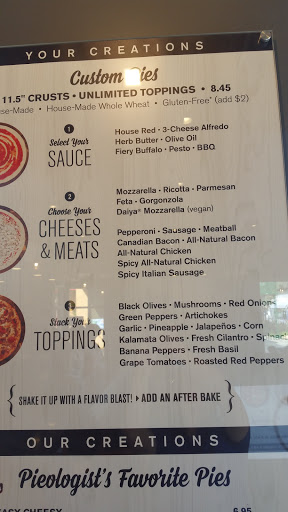 YOUR CREATIONS
Custom Pies
11.5" CRUSTS • UNLIMITED TOPPINGS • 8.45
House-Made Whole Wheat • Gluten-Free* (add $2)
1
Select Your
SAUCE
House Red • 3-Cheese Alfredo
Herb Butter • Olive Oil
Fiery Buffalo • Pesto • BBQ
2
Choose Your
CHEESES
& MEATS
Mozzarella • Ricotta • Parmesan
Feta • Gorgonzola
Daiya® Mozzarella (vegan)
Pepperoni • Sausage • Meatball
Canadian Bacon • All-Natural Bacon
All-Natural Chicken
Spicy All-Natural Chicken
Spicy Italian Sausage
Stack Your
TOPPINGS
Black Olives • Mushrooms • Red Onions
Green Peppers • Artichokes
Garlic • Pineapple • Jalapeños • Corn
Kalamata Olives • Fresh Cilantro • Spinach
Banana Peppers • Fresh Basil
Grape Tomatoes • Roasted Red Peppers
{ SHAKE IT UP WITH A FLAVOR BLAST! ▸ ADD AN AFTER BAKE }
OUR CREATIONS
Pieologist's Favorite Pies
CHEESY 6.95